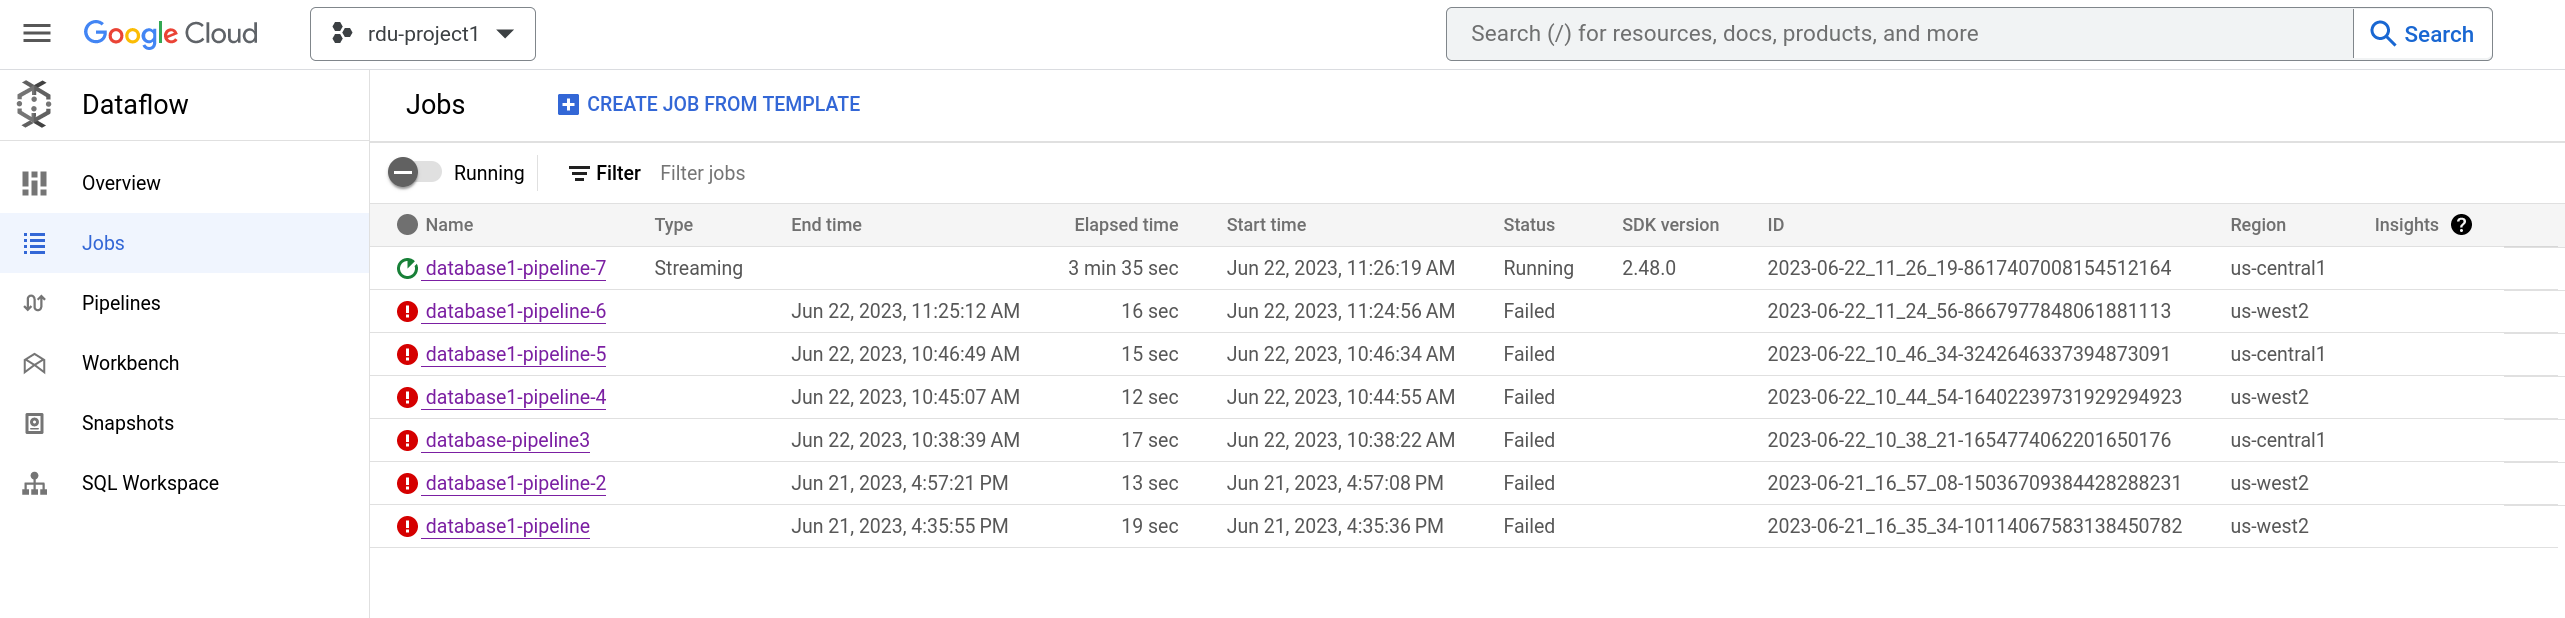 Google Cloud rdu-project1 Search (/) for resources, docs, products, and more Search
Dataflow Jobs CREATE JOB FROM TEMPLATE
Running Filter Filter jobs
Overview
Jobs
Pipelines
Workbench
Snapshots
SQL Workspace
Name Type End time Elapsed time Start time Status SDK version ID Region Insights ?
database1-pipeline-7 Streaming 3 min 35 sec Jun 22, 2023, 11:26:19 AM Running 2.48.0 2023-06-22_11_26_19-8617407008154512164 us-central1
database1-pipeline-6 Jun 22, 2023, 11:25:12 AM 16 sec Jun 22, 2023, 11:24:56 AM Failed 2023-06-22_11_24_56-8667977848061881113 us-west2
database1-pipeline-5 Jun 22, 2023, 10:46:49 AM 15 sec Jun 22, 2023, 10:46:34 AM Failed 2023-06-22_10_46_34-3242646337394873091 us-central1
database1-pipeline-4 Jun 22, 2023, 10:45:07 AM 12 sec Jun 22, 2023, 10:44:55 AM Failed 2023-06-22_10_44_54-16402239731929294923 us-west2
database-pipeline3 Jun 22, 2023, 10:38:39 AM 17 sec Jun 22, 2023, 10:38:22 AM Failed 2023-06-22_10_38_21-1654774062201650176 us-central1
database1-pipeline-2 Jun 21, 2023, 4:57:21 PM 13 sec Jun 21, 2023, 4:57:08 PM Failed 2023-06-21_16_57_08-15036709384428288231 us-west2
database1-pipeline Jun 21, 2023, 4:35:55 PM 19 sec Jun 21, 2023, 4:35:36 PM Failed 2023-06-21_16_35_34-10114067583138450782 us-west2